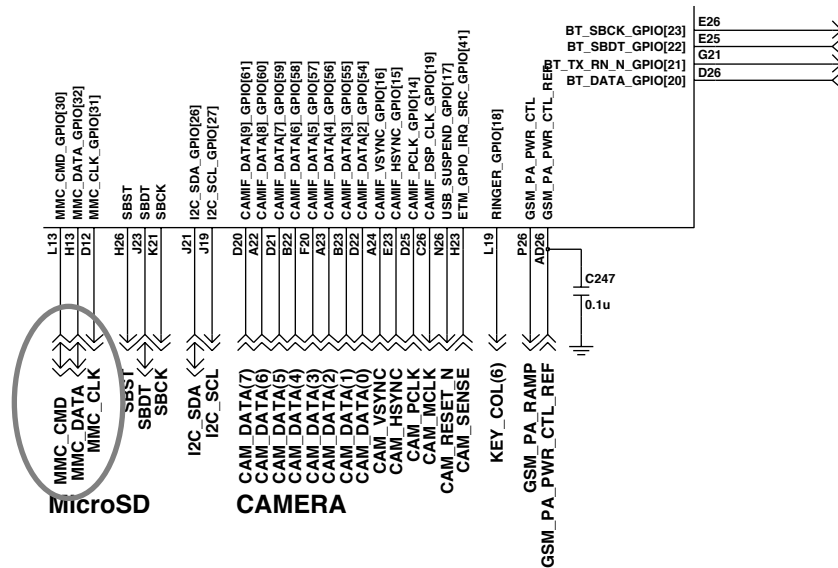 BT_SBCK_GPIO[23]
E26
BT_SBDT_GPIO[22]
E25
BT_TX_RN_N_GPIO[21]
G21
BT_DATA_GPIO[20]
D26
MMC_CMD_GPIO[30]
MMC_DATA_GPIO[32]
MMC_CLK_GPIO[31]
SBST
SBDT
SBCK
I2C_SDA_GPIO[26]
I2C_SCL_GPIO[27]
CAMIF_DATA[9]_GPIO[61]
CAMIF_DATA[8]_GPIO[60]
CAMIF_DATA[7]_GPIO[59]
CAMIF_DATA[6]_GPIO[58]
CAMIF_DATA[5]_GPIO[57]
CAMIF_DATA[4]_GPIO[56]
CAMIF_DATA[3]_GPIO[55]
CAMIF_DATA[2]_GPIO[54]
CAMIF_VSYNC_GPIO[16]
CAMIF_HSYNC_GPIO[15]
CAMIF_PCLK_GPIO[14]
CAMIF_DSP_CLK_GPIO[19]
USB_SUSPEND_GPIO[17]
ETM_GPIO_IRQ_SRC_GPIO[41]
RINGER_GPIO[18]
GSM_PA_PWR_CTL
GSM_PA_PWR_CTL_REF
L13
H13
D12
H26
J23
K21
J21
J19
D20
A22
D21
B22
F20
A23
B23
D22
A24
E23
D25
C26
N26
H23
L19
P26
AD26
C247
0.1u
MMC_CMD
MMC_DATA
MMC_CLK
SBST
SBDT
SBCK
I2C_SDA
I2C_SCL
CAM_DATA(7)
CAM_DATA(6)
CAM_DATA(5)
CAM_DATA(4)
CAM_DATA(3)
CAM_DATA(2)
CAM_DATA(1)
CAM_DATA(0)
CAM_VSYNC
CAM_HSYNC
CAM_PCLK
CAM_MCLK
CAM_RESET_N
CAM_SENSE
KEY_COL(6)
GSM_PA_RAMP
GSM_PA_PWR_CTL_REF
MicroSD
CAMERA